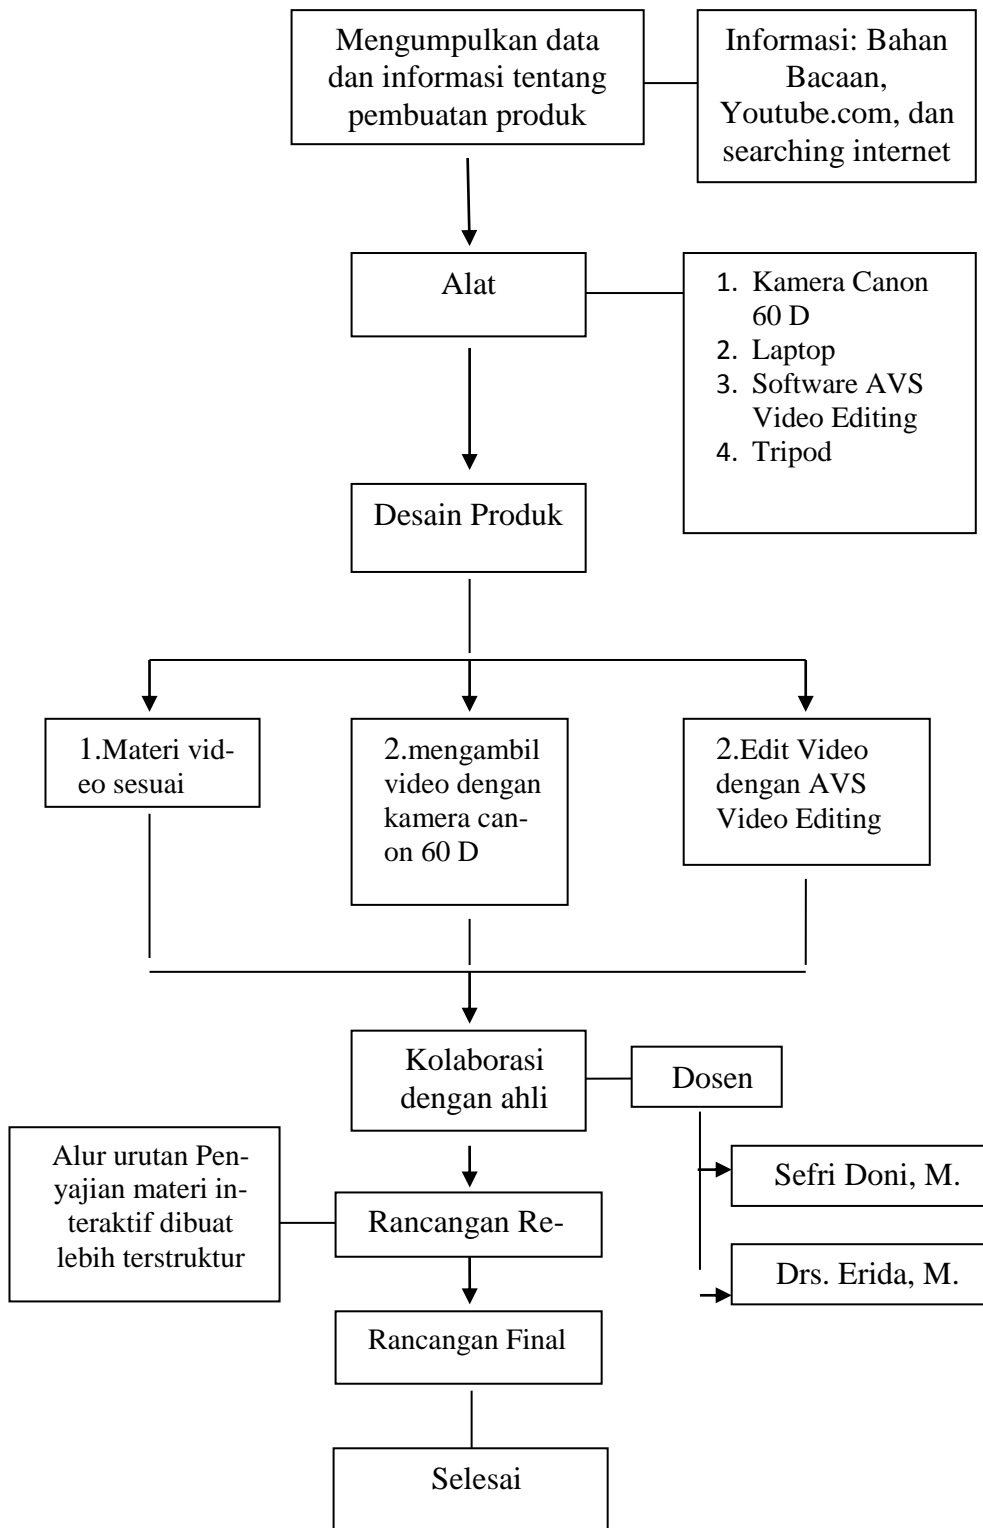 Mengumpulkan data
dan informasi tentang
pembuatan produk
Informasi: Bahan
Bacaan,
Youtube.com, dan
searching internet
Alat
1. Kamera Canon
60 D
2. Laptop
3. Software AVS
Video Editing
4. Tripod
Desain Produk
1.Materi vid-
eo sesuai
2.mengambil
video dengan
kamera can-
on 60 D
2.Edit Video
dengan AVS
Video Editing
Kolaborasi
dengan ahli
Dosen
Sefri Doni, M.
Drs. Erida, M.
Alur urutan Pen-
yajian materi in-
teraktif dibuat
lebih terstruktur
Rancangan Re-
Rancangan Final
Selesai